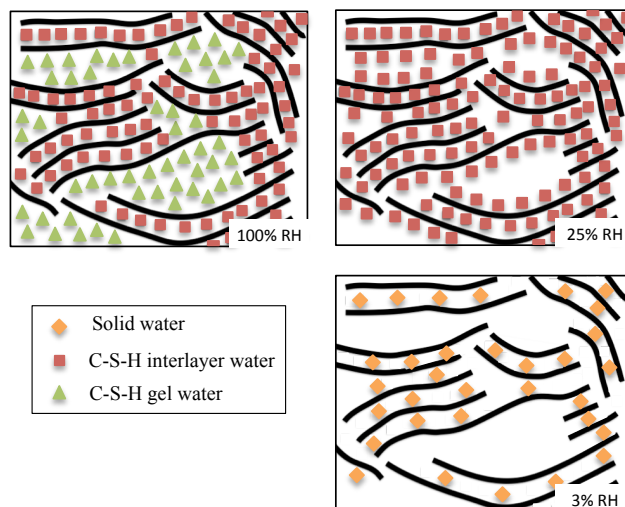 100% RH
25% RH
Solid water
C-S-H interlayer water
C-S-H gel water
3% RH